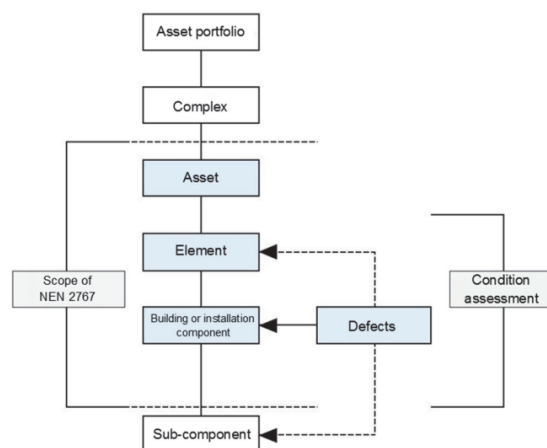 Asset portfolio
Complex
Asset
Element
Scope of
NEN 2767
Building or installation
component
Defects
Condition
assessment
Sub-component